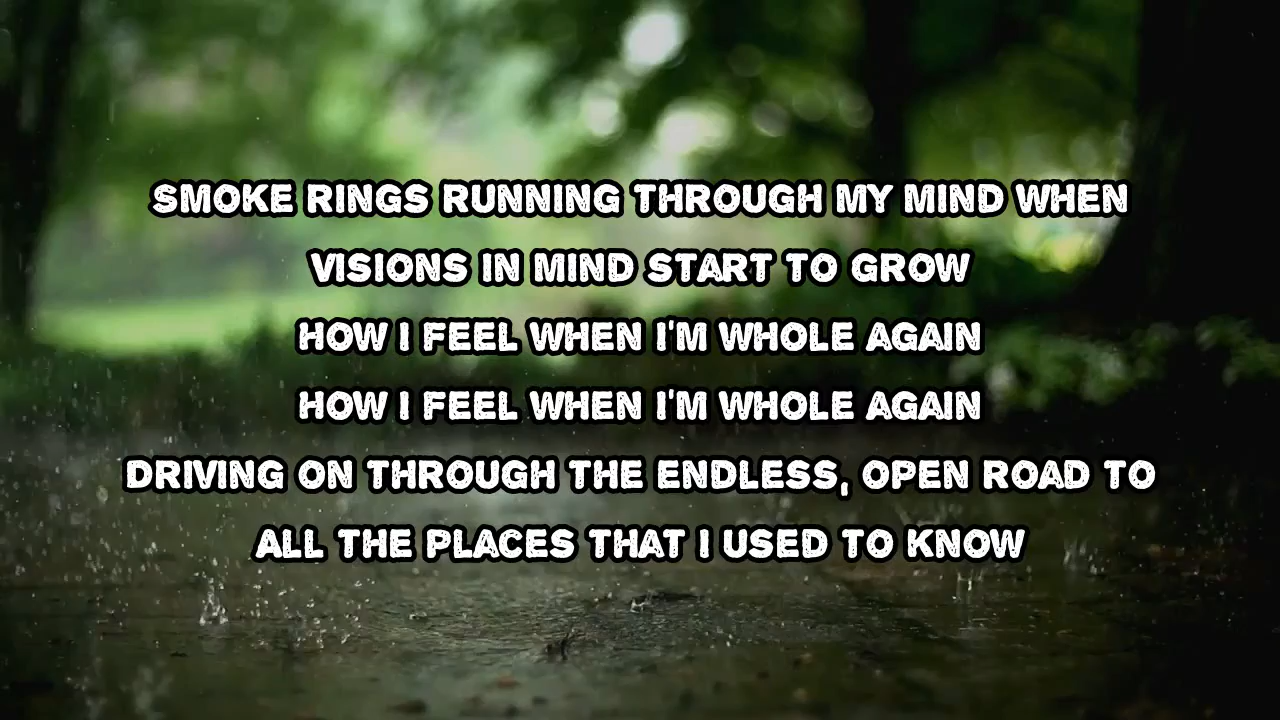 SMOKE RINGS RUNNING THROUGH MY MIND WHEN
VISIONS IN MIND START TO GROW
HOW I FEEL WHEN I'M WHOLE AGAIN
HOW I FEEL WHEN I'M WHOLE AGAIN
DRIVING ON THROUGH THE ENDLESS, OPEN ROAD TO
ALL THE PLACES THAT I USED TO KNOW